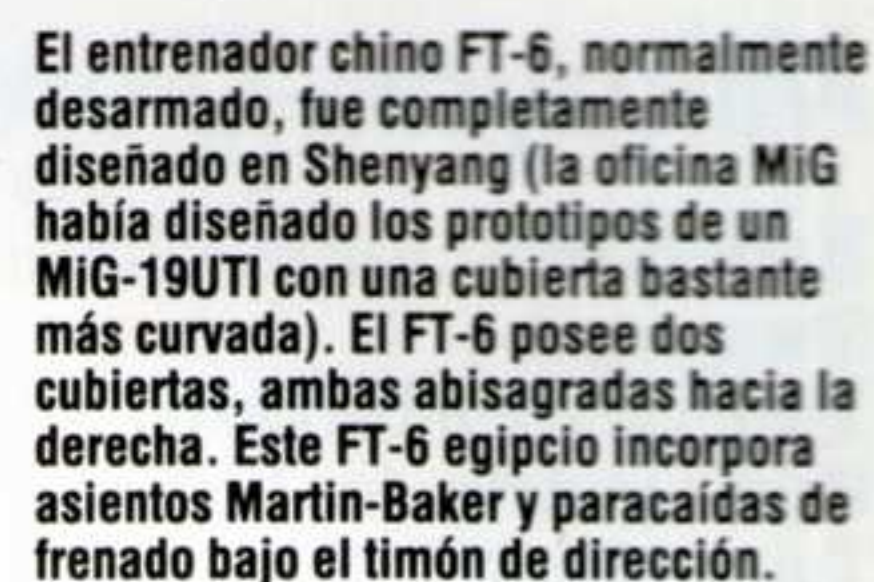 El entrenador chino FT-6, normalmente
desarmado, fue completamente
diseñado en Shenyang (la oficina MiG
había diseñado los prototipos de un
MiG-19UTI con una cubierta bastante
más curvada). El FT-6 posee dos
cubiertas, ambas abisagradas hacia la
derecha. Este FT-6 egipcio incorpora
asientos Martin-Baker y paracaídas de
frenado bajo el timón de dirección.